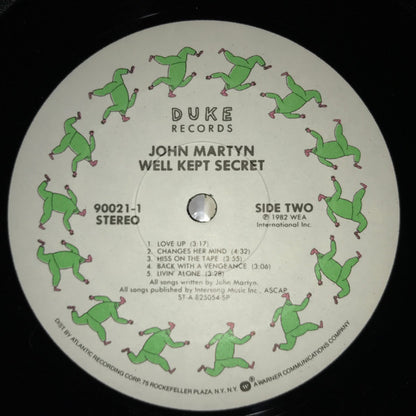 DUKE
RECORDS
JOHN MARTYN
WELL KEPT SECRET
90021-1
STEREO
SIDE TWO
℗ 1982 WEA
International Inc.
1. LOVE UP (3:17)
2. CHANGES HER MIND (4:32)
3. HISS ON THE TAPE (3:55)
4. BACK WITH A VENGEANCE (3:06)
5. LIVIN' ALONE (3:28)
All songs written by John Martyn.
All songs published by Intersong Music Inc., ASCAP
ST-A-825054-SP
DIST. BY ATLANTIC RECORDING CORP. 75 ROCKEFELLER PLAZA, N.Y., N.Y. A WARNER COMMUNICATIONS COMPANY